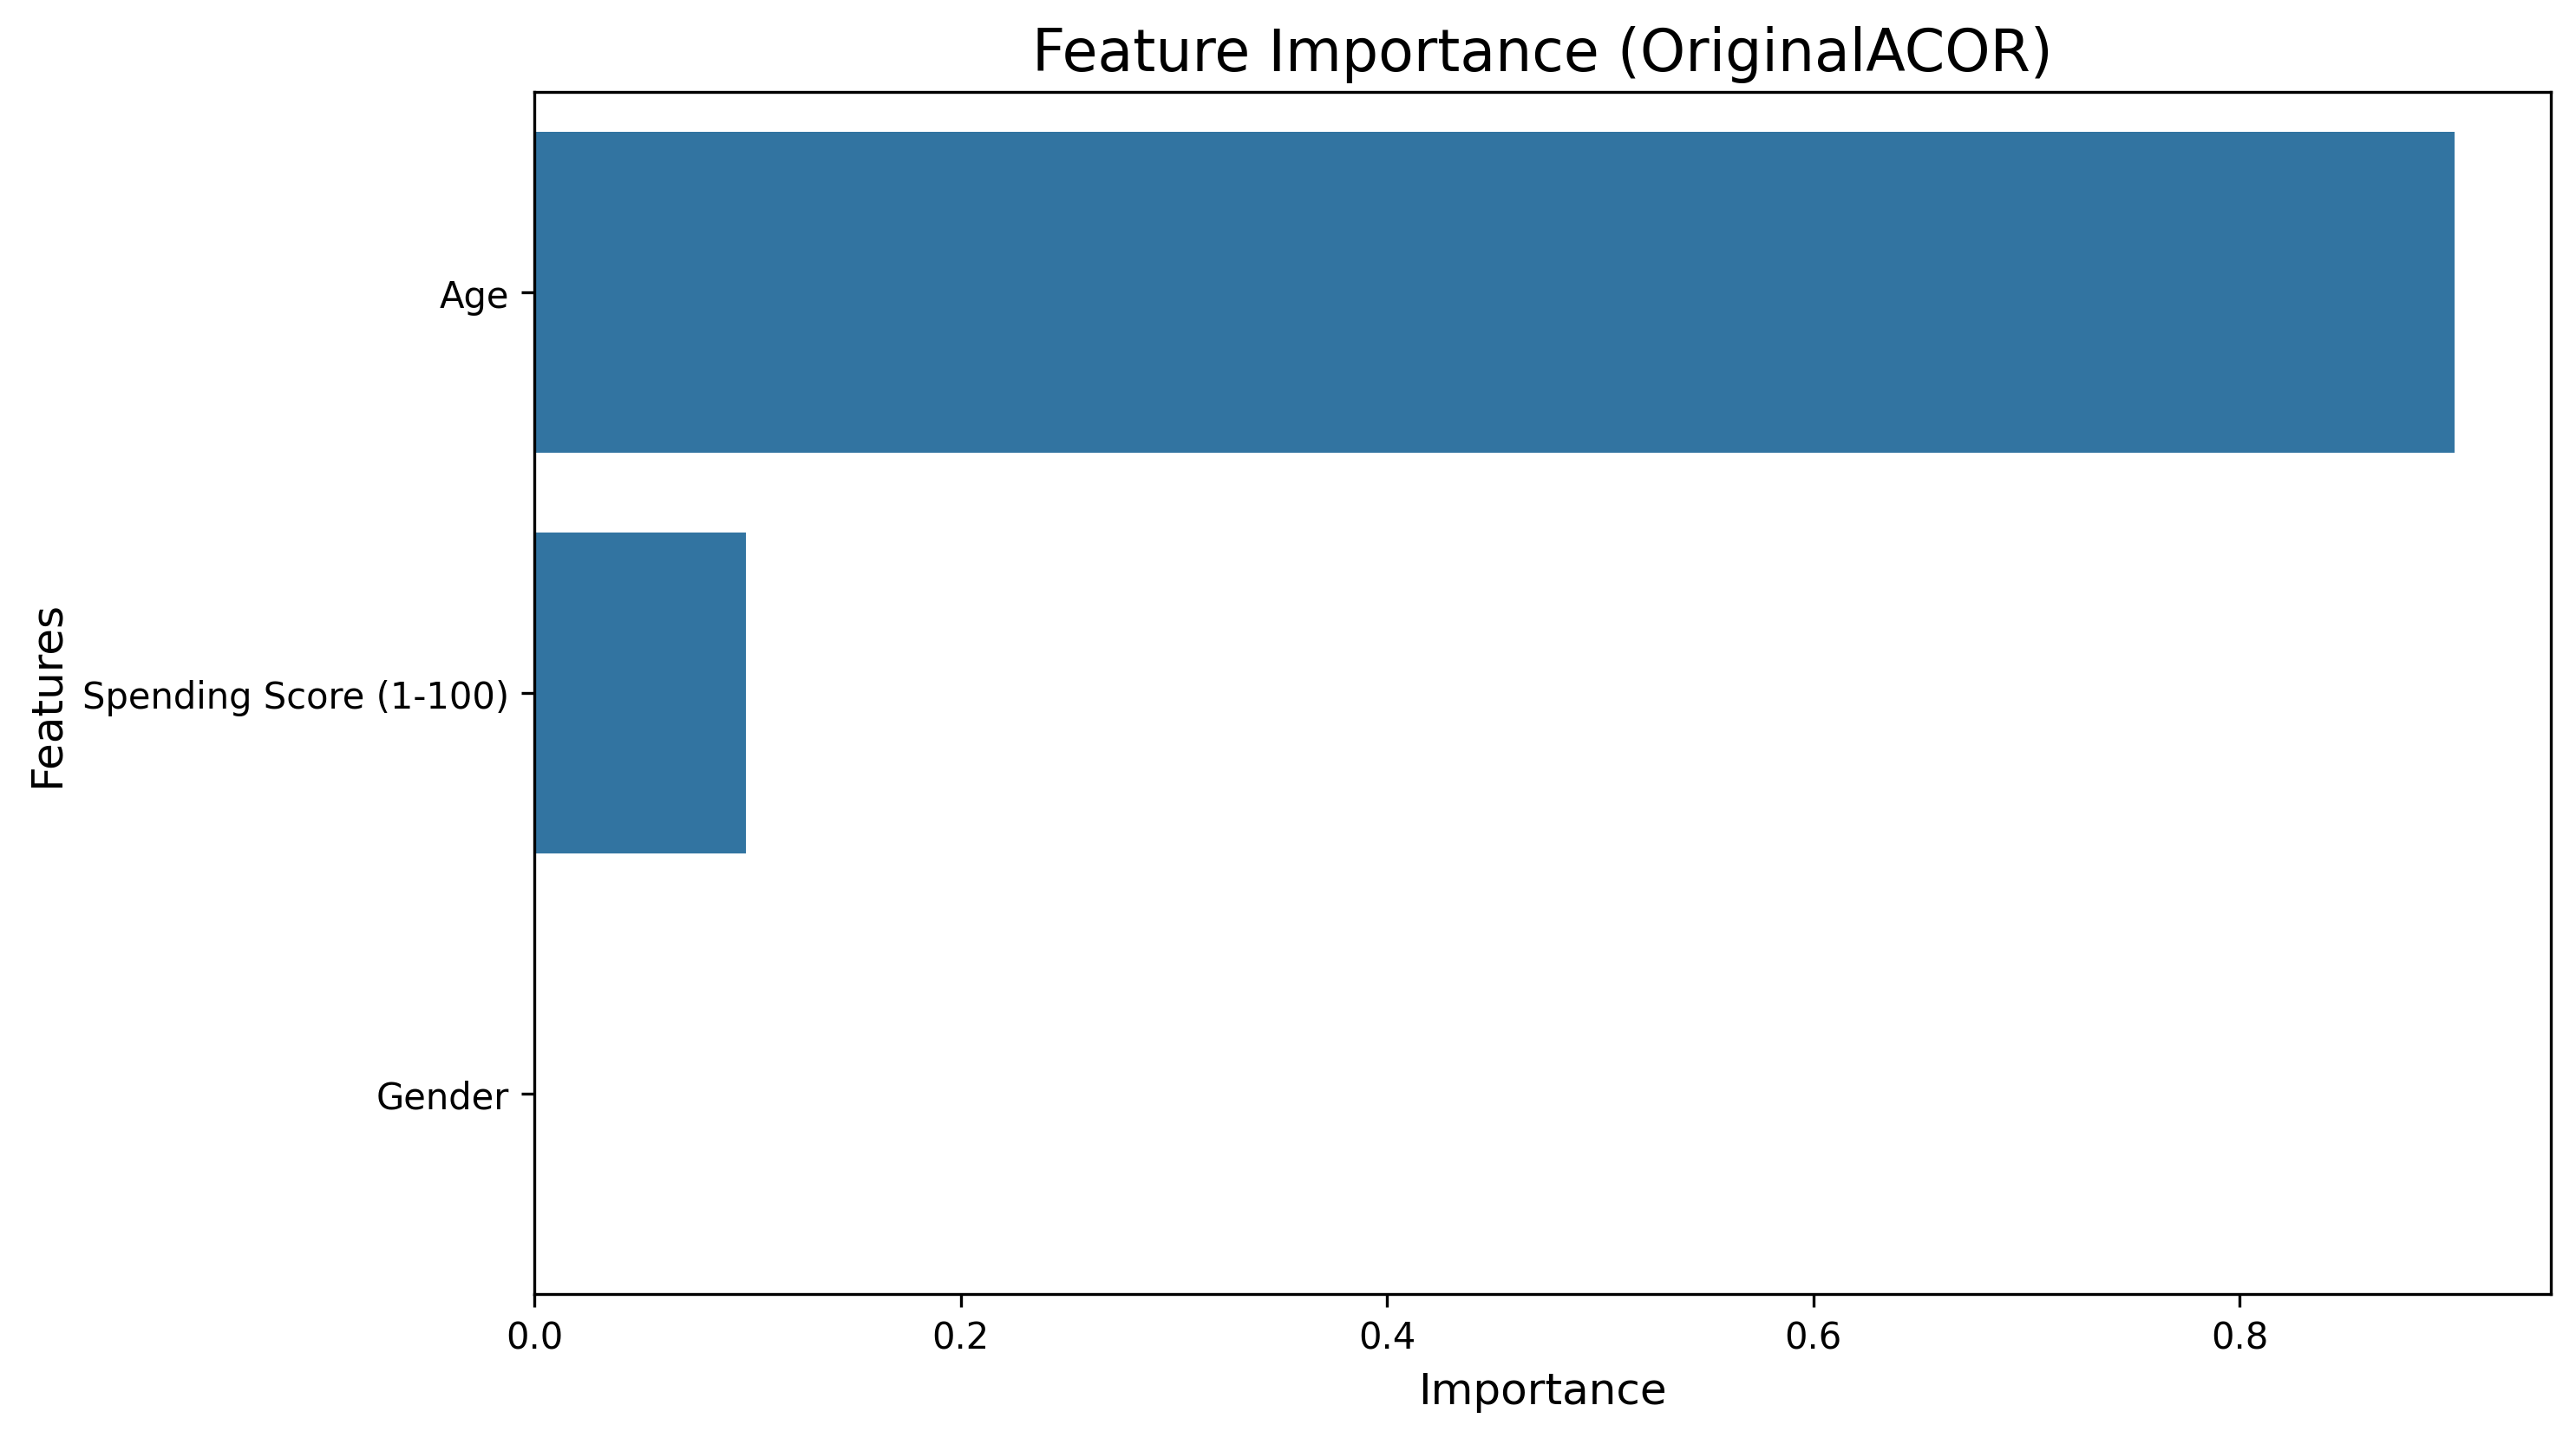 Feature Importance (OriginalACOR)
Age
Spending Score (1-100)
Gender
Features
0.0 0.2 0.4 0.6 0.8
Importance